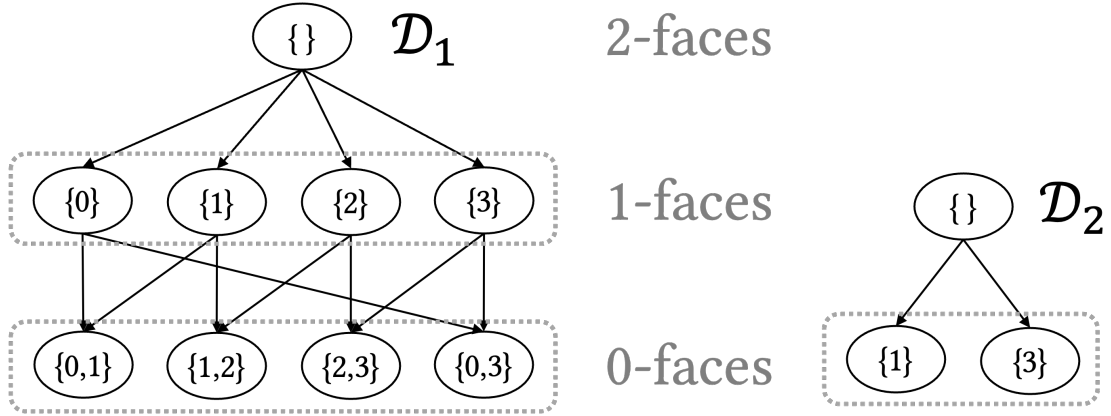 { } 𝒟1 2-faces
{0} {1} {2} {3} 1-faces { } 𝒟2
{0,1} {1,2} {2,3} {0,3} 0-faces {1} {3}